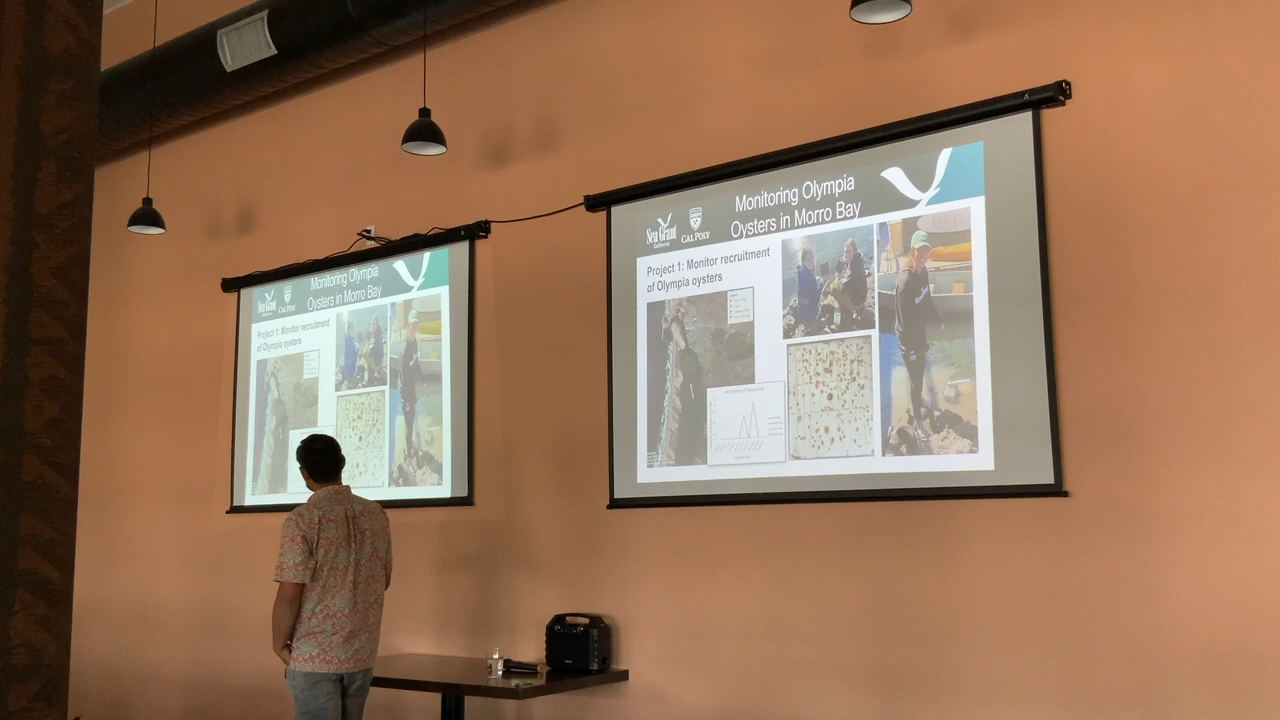 Monitoring Olympia
Oysters in Morro Bay
Sea Grant
California
CAL POLY
Project 1: Monitor recruitment
of Olympia oysters
Monitoring Olympia
Oysters in Morro Bay
Sea Grant
California
CAL POLY
Project 1: Monitor recruitment
of Olympia oysters